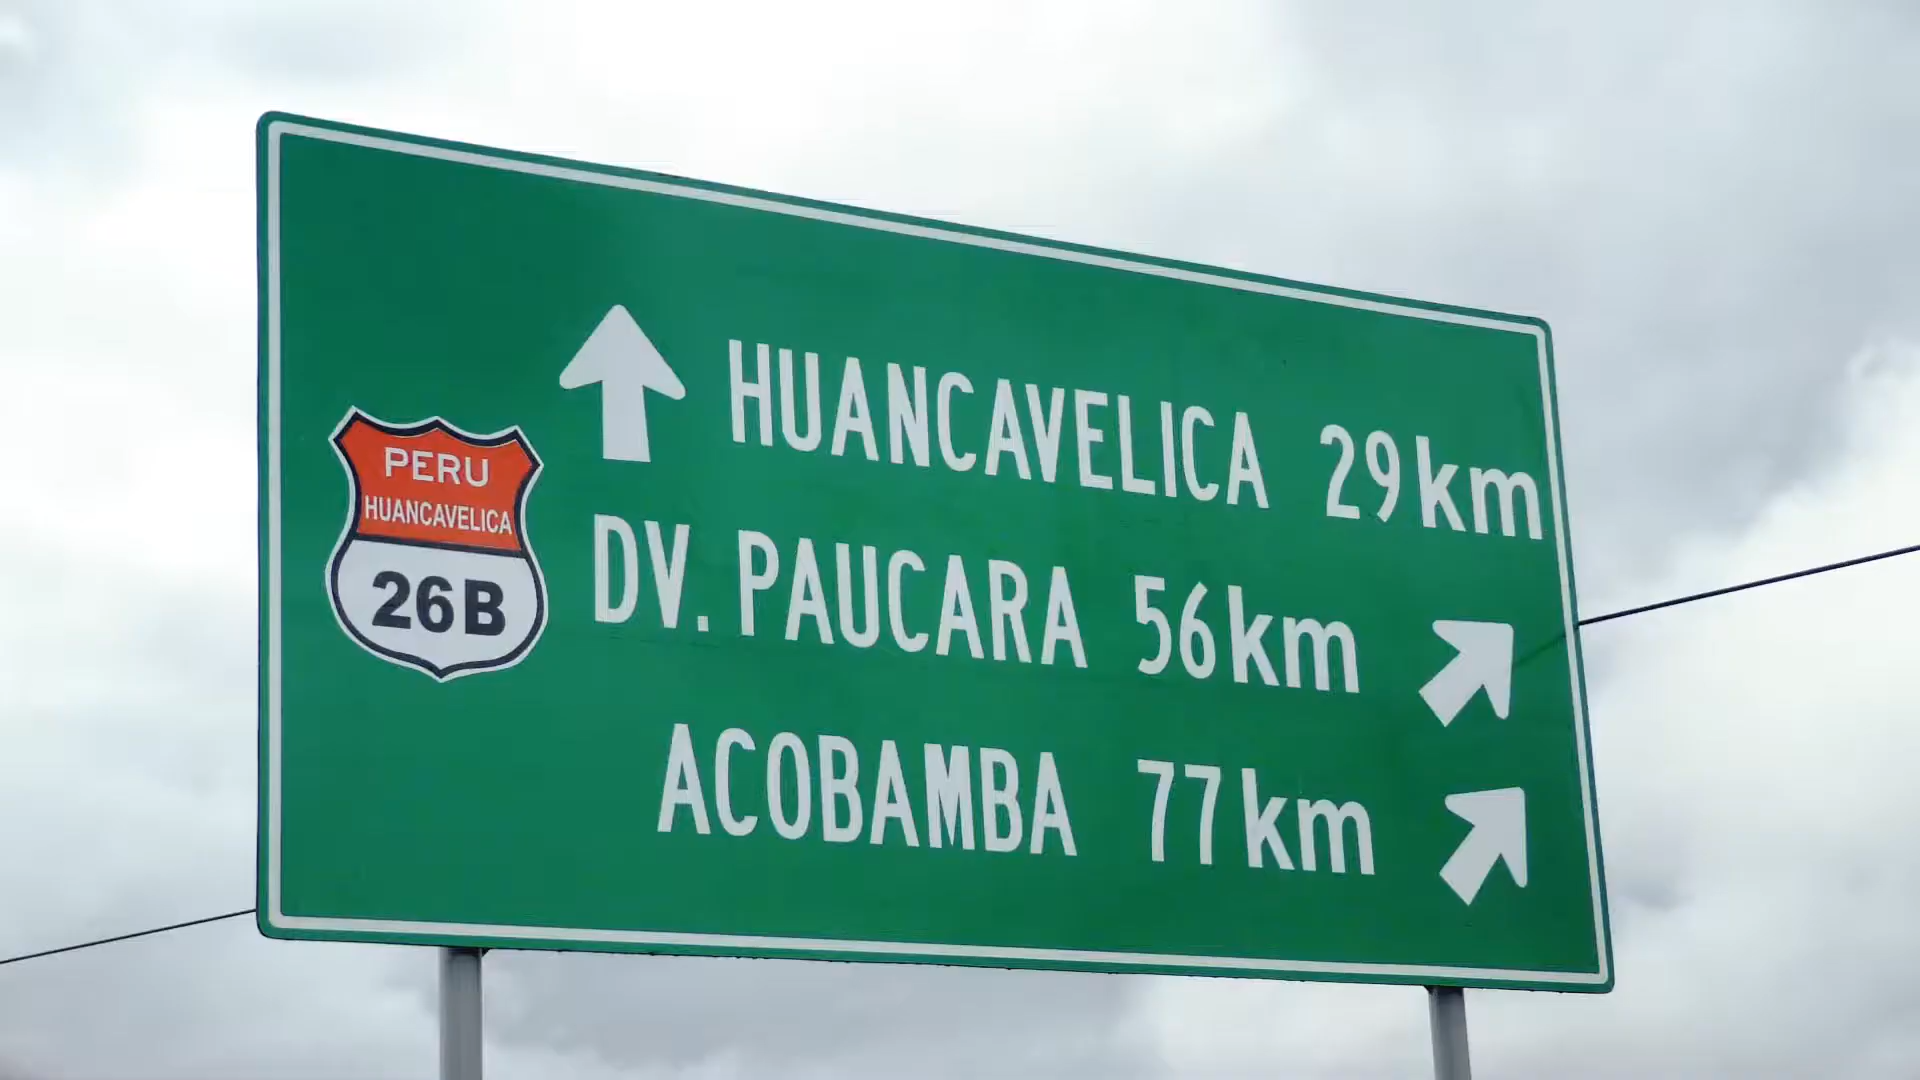 PERU
HUANCAVELICA
26B
HUANCAVELICA 29km
DV. PAUCARA 56km
ACOBAMBA 77km